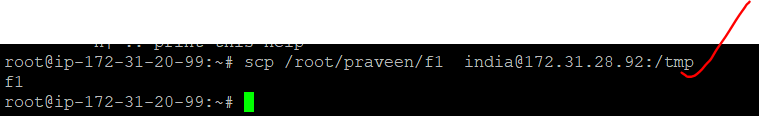 root@ip-172-31-20-99:~# scp /root/praveen/f1  india@172.31.28.92:/tmp
f1
root@ip-172-31-20-99:~#